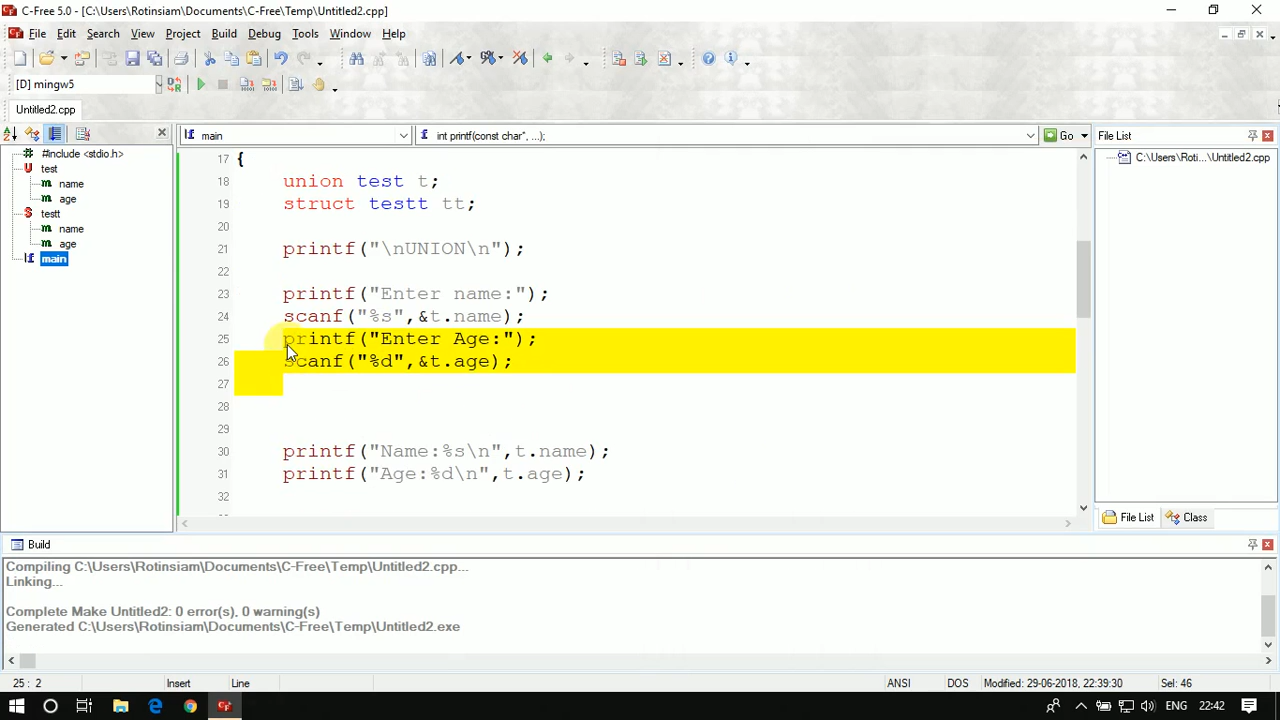 C-Free 5.0 - [C:\Users\Rotinsiam\Documents\C-Free\Temp\Untitled2.cpp]
File Edit Search View Project Build Debug Tools Window Help
[D] mingw5
Untitled2.cpp
main
int printf(const char*, ...);
Go
File List
#include <stdio.h>
test
name
age
testt
name
age
main
17 {
18 union test t;
19 struct testt tt;
20
21 printf("\nUNION\n");
22
23 printf("Enter name:");
24 scanf("%s",&t.name);
25 printf("Enter Age:");
26 scanf("%d",&t.age);
27
28
29
30 printf("Name:%s\n",t.name);
31 printf("Age:%d\n",t.age);
32
C:\Users\Roti...\Untitled2.cpp
File List Class
Build
Compiling C:\Users\Rotinsiam\Documents\C-Free\Temp\Untitled2.cpp...
Linking...
Complete Make Untitled2: 0 error(s), 0 warning(s)
Generated C:\Users\Rotinsiam\Documents\C-Free\Temp\Untitled2.exe
25 : 2 Insert Line ANSI DOS Modified: 29-06-2018, 22:39:30 Sel: 46
ENG 22:42